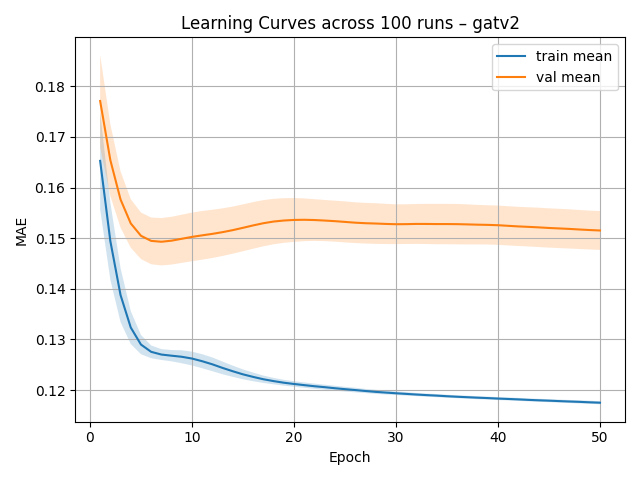 Learning Curves across 100 runs – gatv2
train mean
val mean
0.18
0.17
0.16
0.15
0.14
0.13
0.12
MAE
0
10
20
30
40
50
Epoch